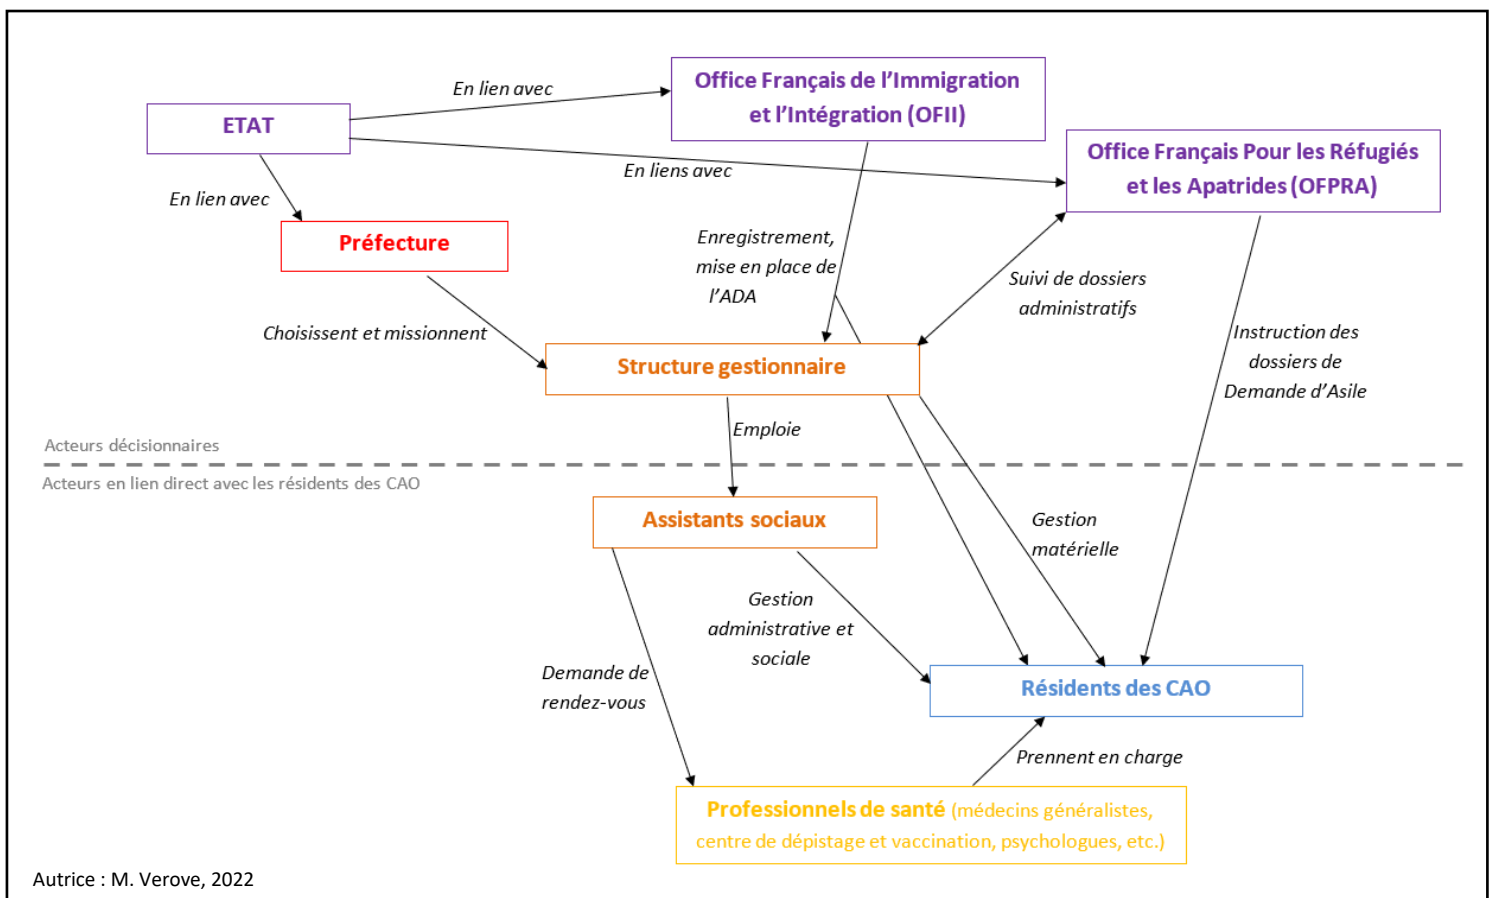 En lien avec
Office Français de l’Immigration
et l’Intégration (OFII)
ETAT
En liens avec
Office Français Pour les Réfugiés
et les Apatrides (OFPRA)
En lien avec
Préfecture
Enregistrement,
mise en place de
l’ADA
Suivi de dossiers
administratifs
Choisissent et missionnent
Instruction des
dossiers de
Demande d’Asile
Structure gestionnaire
Emploie
Acteurs décisionnaires
Acteurs en lien direct avec les résidents des CAO
Assistants sociaux
Gestion
matérielle
Gestion
administrative et
sociale
Demande de
rendez-vous
Résidents des CAO
Prennent en charge
Professionnels de santé (médecins généralistes,
centre de dépistage et vaccination, psychologues, etc.)
Autrice : M. Verove, 2022